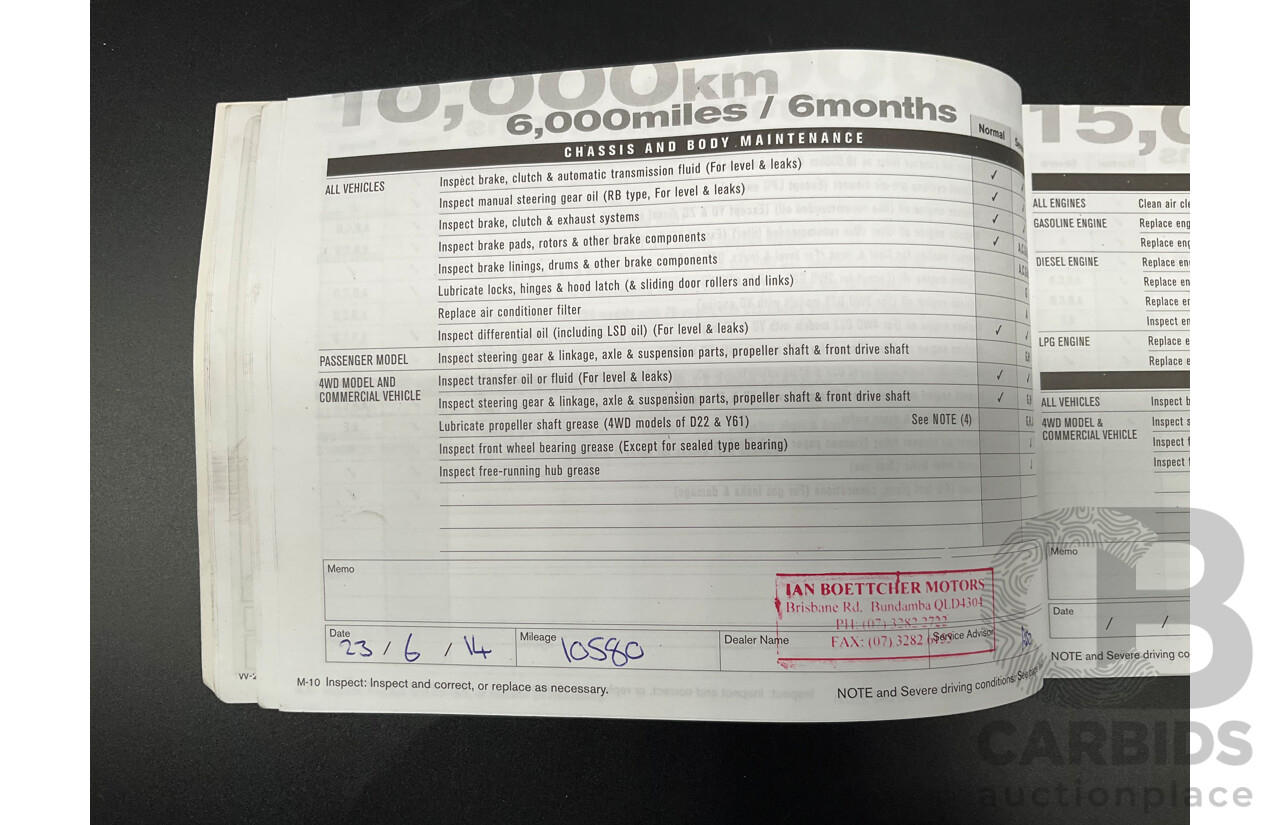 10,000km
6,000miles / 6months
CHASSIS AND BODY MAINTENANCE
Normal
ALL VEHICLES
Inspect brake, clutch & automatic transmission fluid (For level & leaks) ✓
Inspect manual steering gear oil (RB type, For level & leaks) ✓
Inspect brake, clutch & exhaust systems ✓
Inspect brake pads, rotors & other brake components ✓
Inspect brake linings, drums & other brake components
Lubricate locks, hinges & hood latch (& sliding door rollers and links)
Replace air conditioner filter
Inspect differential oil (including LSD oil) (For level & leaks) ✓
PASSENGER MODEL
Inspect steering gear & linkage, axle & suspension parts, propeller shaft & front drive shaft
4WD MODEL AND
COMMERCIAL VEHICLE
Inspect transfer oil or fluid (For level & leaks) ✓
Inspect steering gear & linkage, axle & suspension parts, propeller shaft & front drive shaft ✓
Lubricate propeller shaft grease (4WD models of D22 & Y61) See NOTE (4)
Inspect front wheel bearing grease (Except for sealed type bearing)
Inspect free-running hub grease
Memo
IAN BOETTCHER MOTORS
Brisbane Rd. Bundamba QLD4304
PH: (07) 3282 2722
FAX: (07) 3282
Date
23 / 6 / 14
Mileage
10580
Dealer Name
Service Advisor
M-10 Inspect: Inspect and correct, or replace as necessary.
NOTE and Severe driving conditions: See
15,0
ALL ENGINES
Clean air cle
GASOLINE ENGINE
Replace eng
Replace eng
DIESEL ENGINE
Replace en
Replace en
Replace er
Inspect en
LPG ENGINE
Replace e
Replace e
ALL VEHICLES
Inspect b
4WD MODEL &
COMMERCIAL VEHICLE
Inspect s
Inspect f
Inspect f
Memo
Date
/ /
NOTE and Severe driving co
CARBIDS
auctionplace